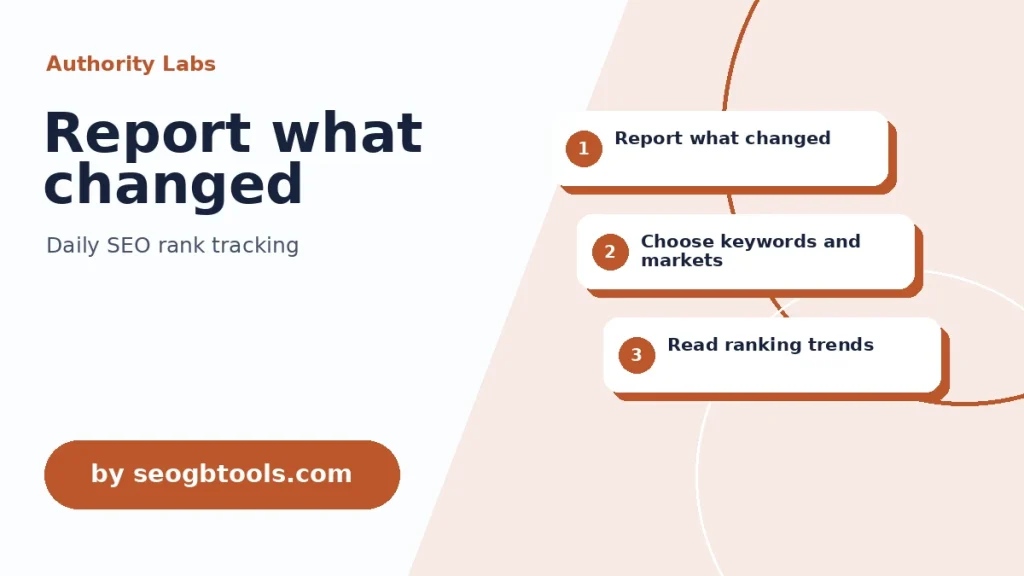 Authority Labs
Report what
changed
Daily SEO rank tracking
by seogbtools.com
1
Report what changed
2
Choose keywords and
markets
3
Read ranking trends